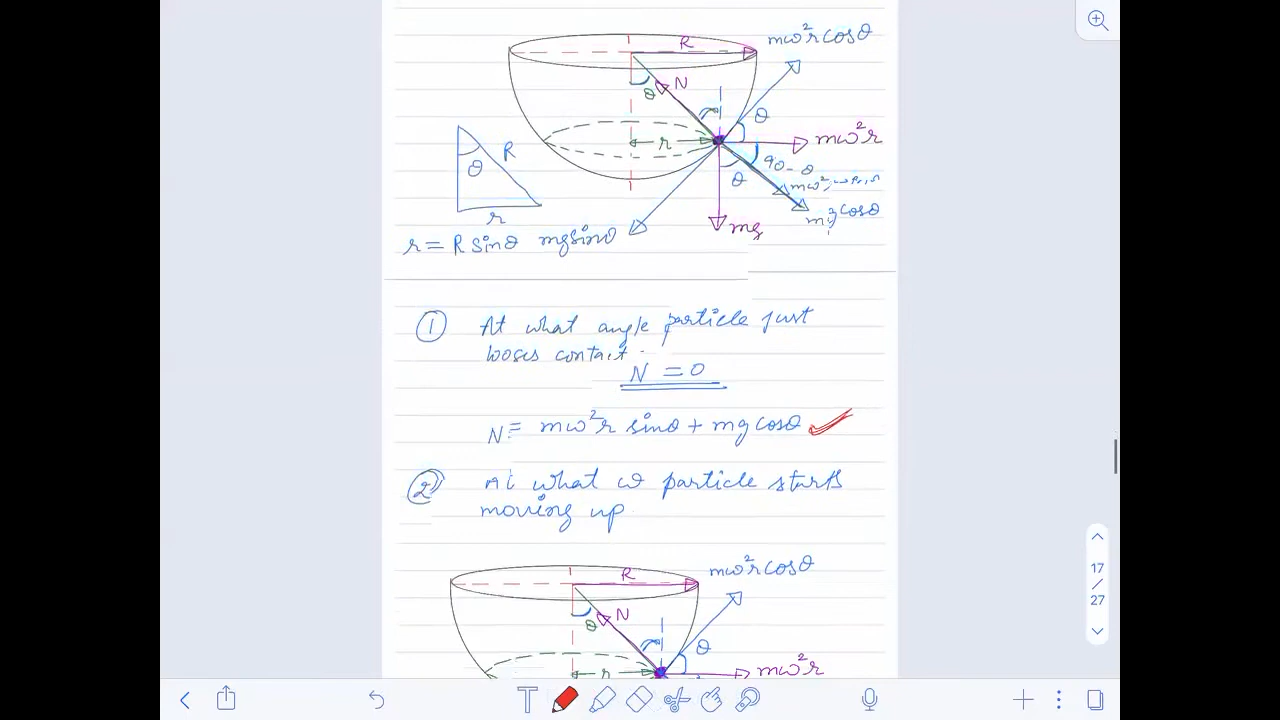 mω²r cosθ
R
N
θ
θ
r
mω²r
R
θ
90-θ
θ
r
mg cosθ
mg
r = R sinθ
mg sinθ
① At what angle particle just
looses contact.
N = 0
N = mω²r sinθ + mg cosθ
② At what ω particle starts
moving up
mω²r cosθ
R
N
θ
θ
r
mω²r
17
/
27
T